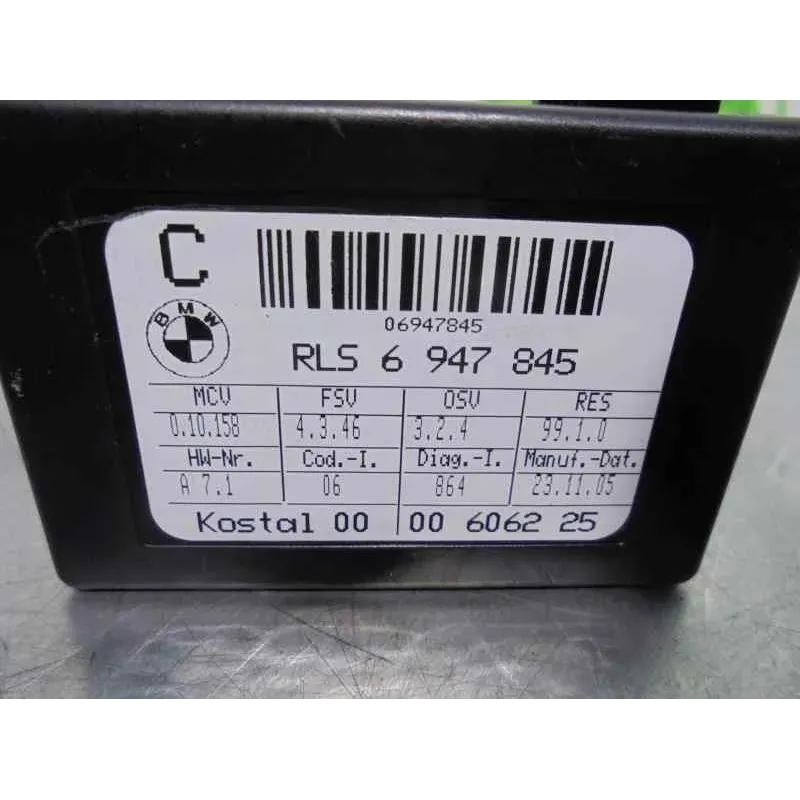 C
06947845
BMW
RLS 6 947 845
MCV FSV OSV RES
0.10.158 4.3.46 3.2.4 99.1.0
HW-Nr. Cod.-I. Diag.-I. Manuf.-Dat.
A 7.1 06 864 23.11.05
Kostal 00 00 6062 25